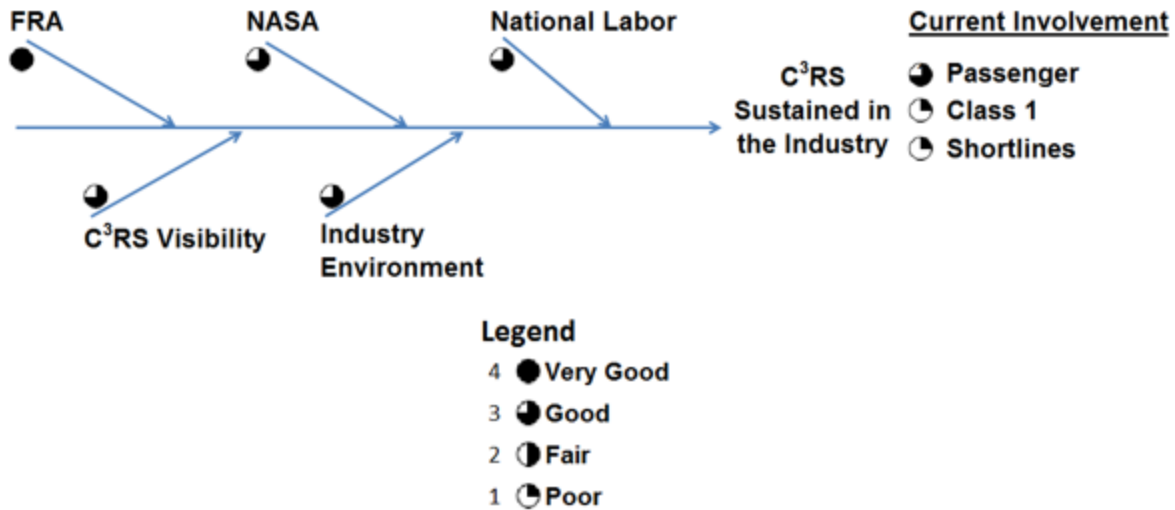 FRA
NASA
National Labor
Current Involvement
C³RS
Sustained in
the Industry
Passenger
Class 1
Shortlines
C³RS Visibility
Industry
Environment
Legend
4 Very Good
3 Good
2 Fair
1 Poor